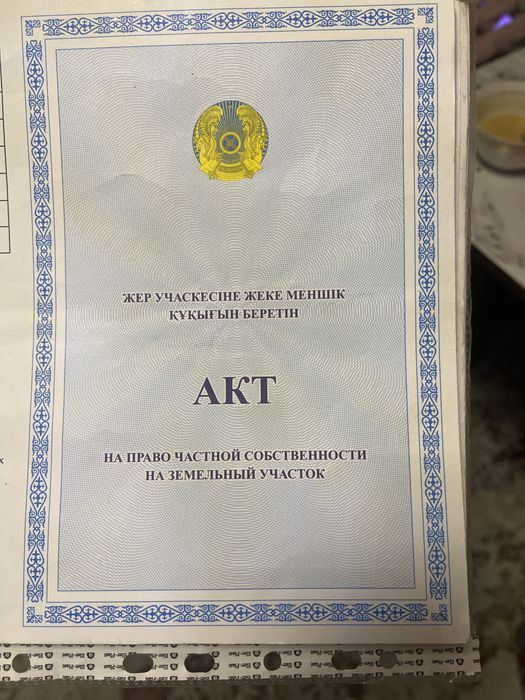 ЖЕР УЧАСКЕСІНЕ ЖЕКЕ МЕНШІК
ҚҰҚЫҒЫН БЕРЕТІН
АКТ
НА ПРАВО ЧАСТНОЙ СОБСТВЕННОСТИ
НА ЗЕМЕЛЬНЫЙ УЧАСТОК